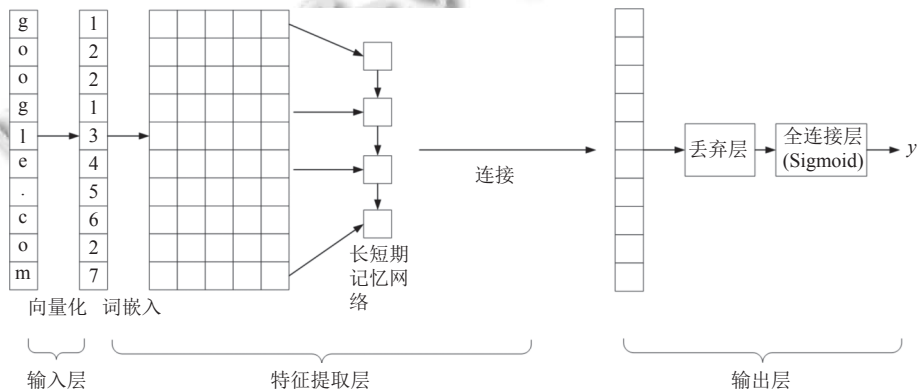 g
o
o
g
l
e
.
c
o
m
1
2
2
1
3
4
5
6
2
7
长短期
记忆网
络
连接
丢弃层
全连接层
(Sigmoid)
y
向量化
词嵌入
输入层
特征提取层
输出层